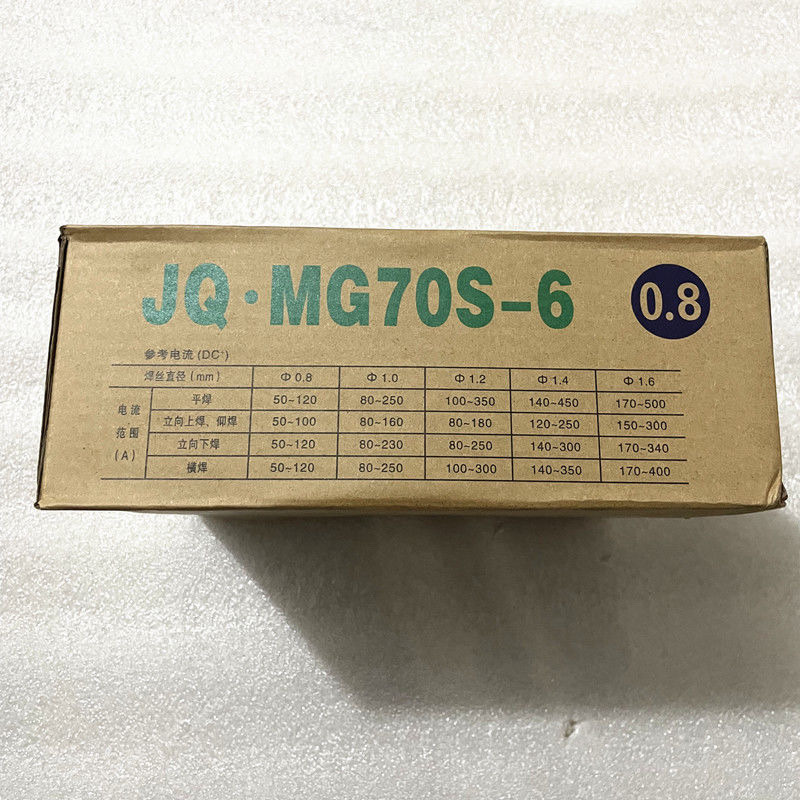 JQ·MG70S-6 0.8
参考电流(DC⁺)
焊丝直径(mm) Φ0.8 Φ1.0 Φ1.2 Φ1.4 Φ1.6
电流范围(A)
平焊 50~120 80~250 100~350 140~450 170~500
立向上焊、仰焊 50~100 80~160 80~180 120~250 150~300
立向下焊 50~120 80~230 80~250 140~300 170~340
横焊 50~120 80~250 100~300 140~350 170~400